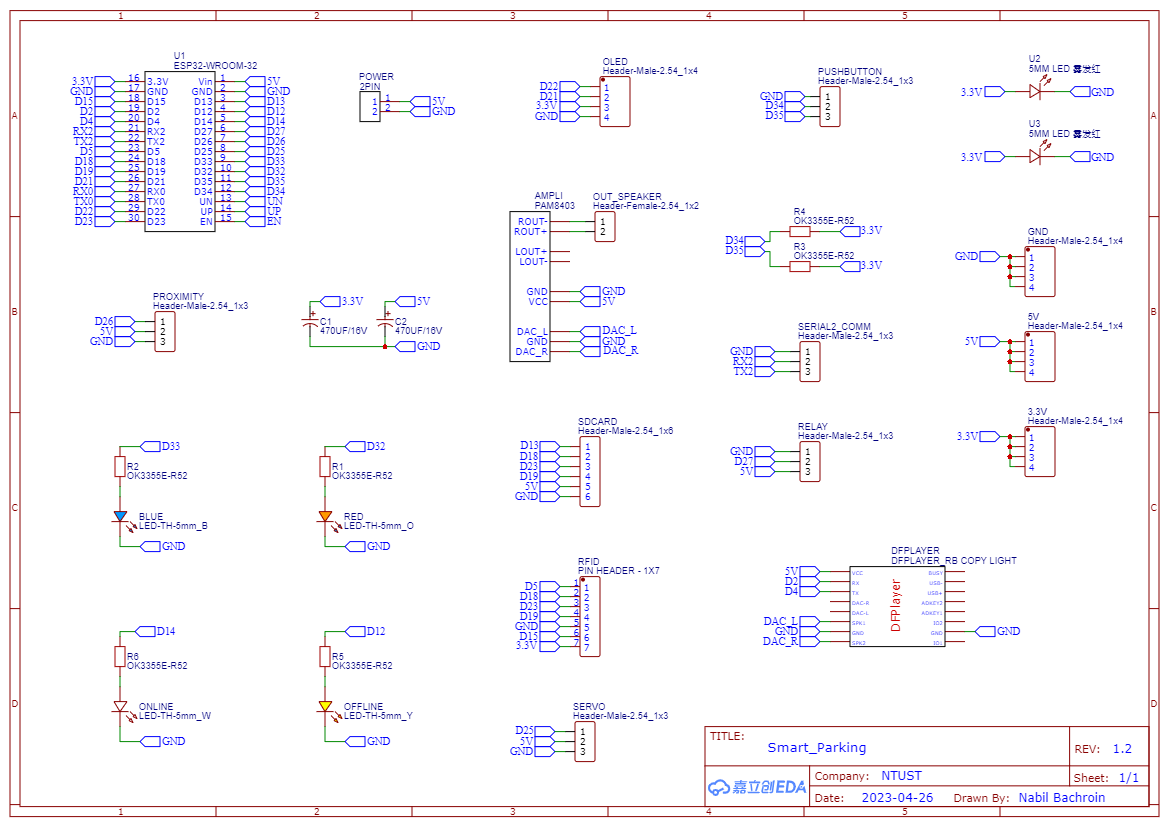 1 2 3 4 5
A A
B B
C C
D D
1 2 3 4 5
U1
ESP32-WROOM-32
3.3V 16 3.3V Vin 1 5V
GND 17 GND GND 2 GND
D15 18 D15 D13 3 D13
D2 19 D2 D12 4 D12
D4 20 D4 D14 5 D14
RX2 21 RX2 D27 6 D27
TX2 22 TX2 D26 7 D26
D5 23 D5 D25 8 D25
D18 24 D18 D33 9 D33
D19 25 D19 D32 10 D32
D21 26 D21 D35 11 D35
RX0 27 RX0 D34 12 D34
TX0 28 TX0 UN 13 UN
D22 29 D22 UP 14 UP
D23 30 D23 EN 15 EN
POWER
2PIN
1 1 5V
2 2 GND
OLED
Header-Male-2.54_1x4
D22 1
D21 2
3.3V 3
GND 4
PUSHBUTTON
Header-Male-2.54_1x3
GND 1
D34 2
D35 3
U2
5MM LED 雾发红
3.3V GND
U3
5MM LED 雾发红
3.3V GND
AMPLI
PAM8403
ROUT-
ROUT+
LOUT+
LOUT-
GND GND
VCC 5V
DAC_L DAC_L
GND GND
DAC_R DAC_R
OUT_SPEAKER
Header-Female-2.54_1x2
1
2
R4
OK3355E-R52
D34 3.3V
R3
OK3355E-R52
D35 3.3V
GND
Header-Male-2.54_1x4
GND 1
2
3
4
PROXIMITY
Header-Male-2.54_1x3
D26 1
5V 2
GND 3
3.3V 5V
+ +
C1 C2
470UF/16V 470UF/16V
GND
SERIAL2_COMM
Header-Male-2.54_1x3
GND 1
RX2 2
TX2 3
5V
Header-Male-2.54_1x4
5V 1
2
3
4
D33
R2
OK3355E-R52
BLUE
LED-TH-5mm_B
GND
D32
R1
OK3355E-R52
RED
LED-TH-5mm_O
GND
SDCARD
Header-Male-2.54_1x6
D13 1
D18 2
D23 3
D19 4
5V 5
GND 6
RELAY
Header-Male-2.54_1x3
GND 1
D27 2
5V 3
3.3V
Header-Male-2.54_1x4
3.3V 1
2
3
4
RFID
PIN HEADER - 1X7
D5 1 1
D18 2 2
D23 3 3
D19 4 4
GND 5 5
D15 6 6
3.3V 7 7
DFPLAYER
DFPLAYER_RB COPY LIGHT
DFPlayer
5V VCC BUSY
D2 RX USB-
D4 TX USB+
DAC-R ADKEY2
DAC-L ADKEY1
DAC_L SPK1 IO2
GND GND GND GND
DAC_R SPK2 IO1
D14
R6
OK3355E-R52
ONLINE
LED-TH-5mm_W
GND
D12
R5
OK3355E-R52
OFFLINE
LED-TH-5mm_Y
GND
SERVO
Header-Male-2.54_1x3
D25 1
5V 2
GND 3
TITLE:
Smart_Parking
REV: 1.2
嘉立创EDA
Company: NTUST
Sheet: 1/1
Date: 2023-04-26 Drawn By: Nabil Bachroin